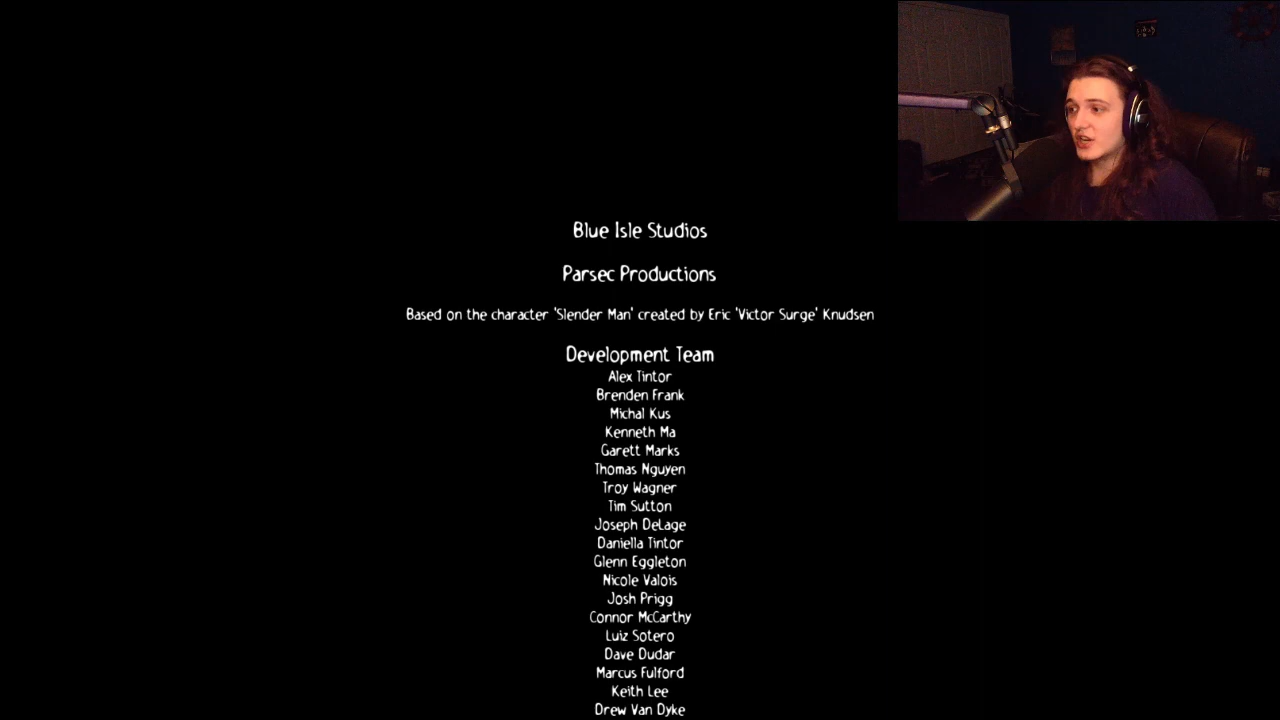 Blue Isle Studios
Parsec Productions
Based on the character 'Slender Man' created by Eric 'Victor Surge' Knudsen
Development Team
Alex Tintor
Brenden Frank
Michal Kus
Kenneth Ma
Garett Marks
Thomas Nguyen
Troy Wagner
Tim Sutton
Joseph DeLage
Daniella Tintor
Glenn Eggleton
Nicole Valois
Josh Prigg
Connor McCarthy
Luiz Sotero
Dave Dudar
Marcus Fulford
Keith Lee
Drew Van Dyke